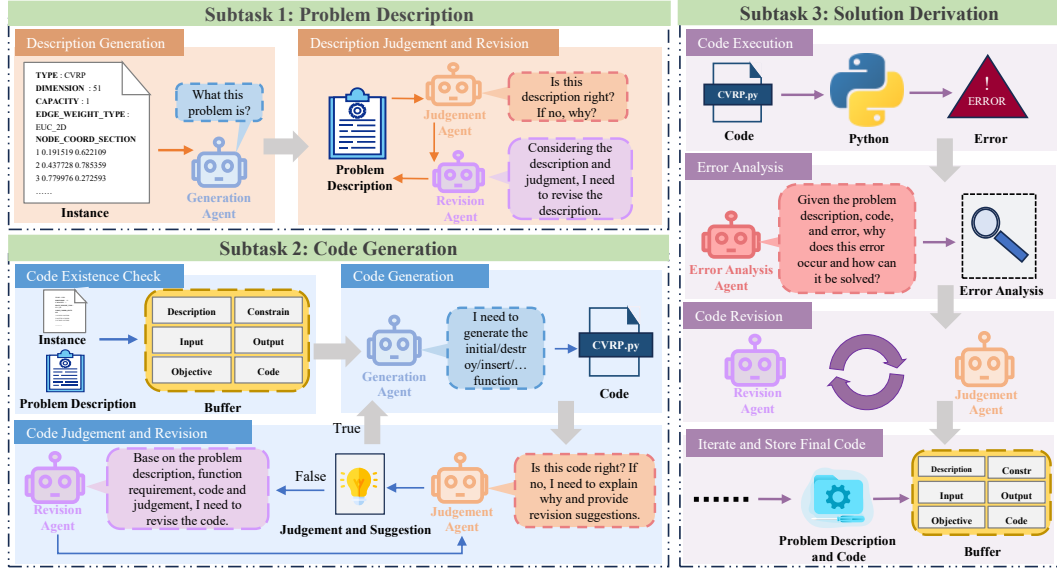 Subtask 1: Problem Description
Description Generation
TYPE : CVRP
DIMENSION : 51
CAPACITY : 1
EDGE_WEIGHT_TYPE :
EUC_2D
NODE_COORD_SECTION
1 0.191519 0.622109
2 0.437728 0.785359
3 0.779976 0.272593
......
Instance
What this
problem is?
Generation
Agent
Description Judgement and Revision
Problem
Description
Judgement
Agent
Is this
description right?
If no, why?
Revision
Agent
Considering the
description and
judgment, I need
to revise the
description.
Subtask 2: Code Generation
Code Existence Check
Instance
Problem Description
Description
Constrain
Input
Output
Objective
Code
Buffer
Code Generation
Generation
Agent
I need to
generate the
initial/destr
oy/insert/…
function
CVRP.py
Code
Code Judgement and Revision
True
Revision
Agent
Base on the problem
description, function
requirement, code and
judgement, I need to
revise the code.
False
Judgement and Suggestion
Judgement
Agent
Is this code right? If
no, I need to explain
why and provide
revision suggestions.
Subtask 3: Solution Derivation
Code Execution
CVRP.py
Code
Python
!
ERROR
Error
Error Analysis
Error Analysis
Agent
Given the problem
description, code,
and error, why
does this error
occur and how can
it be solved?
Error Analysis
Code Revision
Revision
Agent
Judgement
Agent
Iterate and Store Final Code
......
Problem Description
and Code
Description
Constr
Input
Output
Objective
Code
Buffer